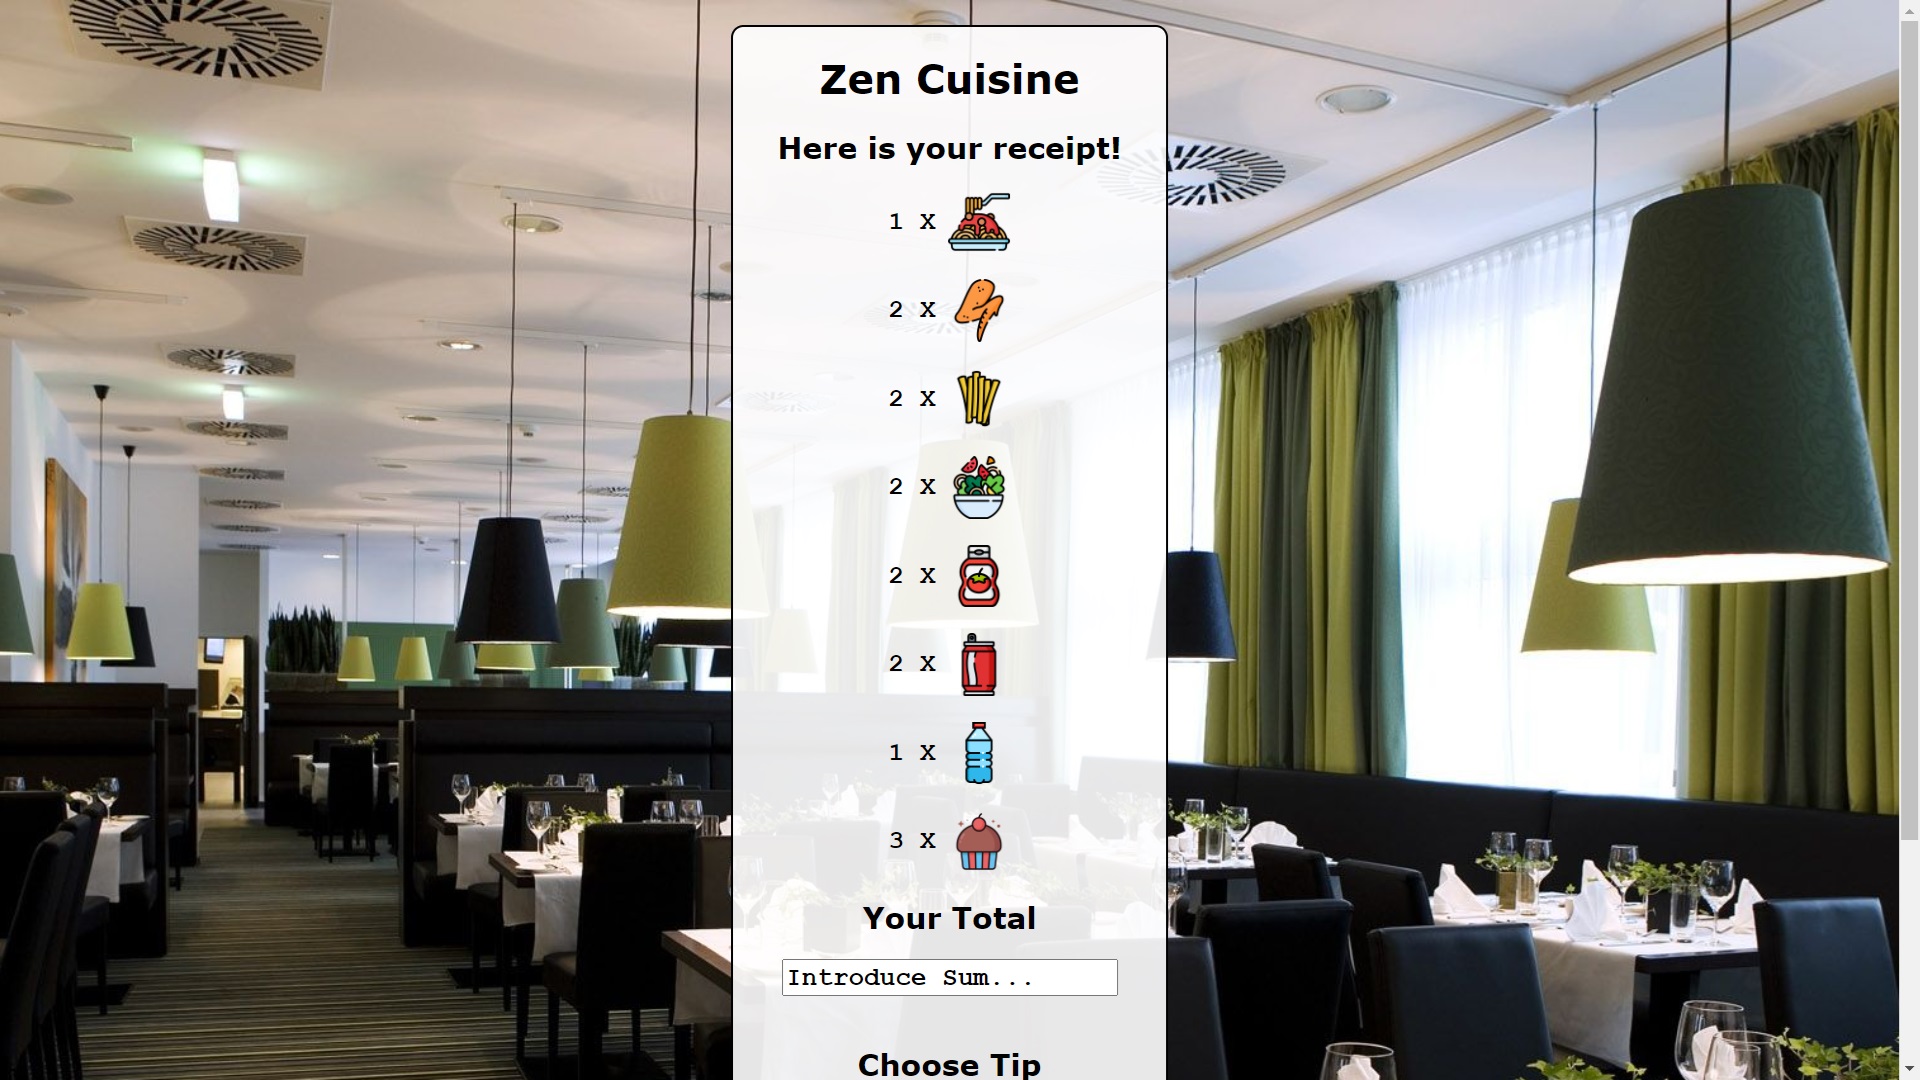 Zen Cuisine
Here is your receipt!
1 X
2 X
2 X
2 X
2 X
2 X
1 X
3 X
Your Total
Introduce Sum...
Choose Tip